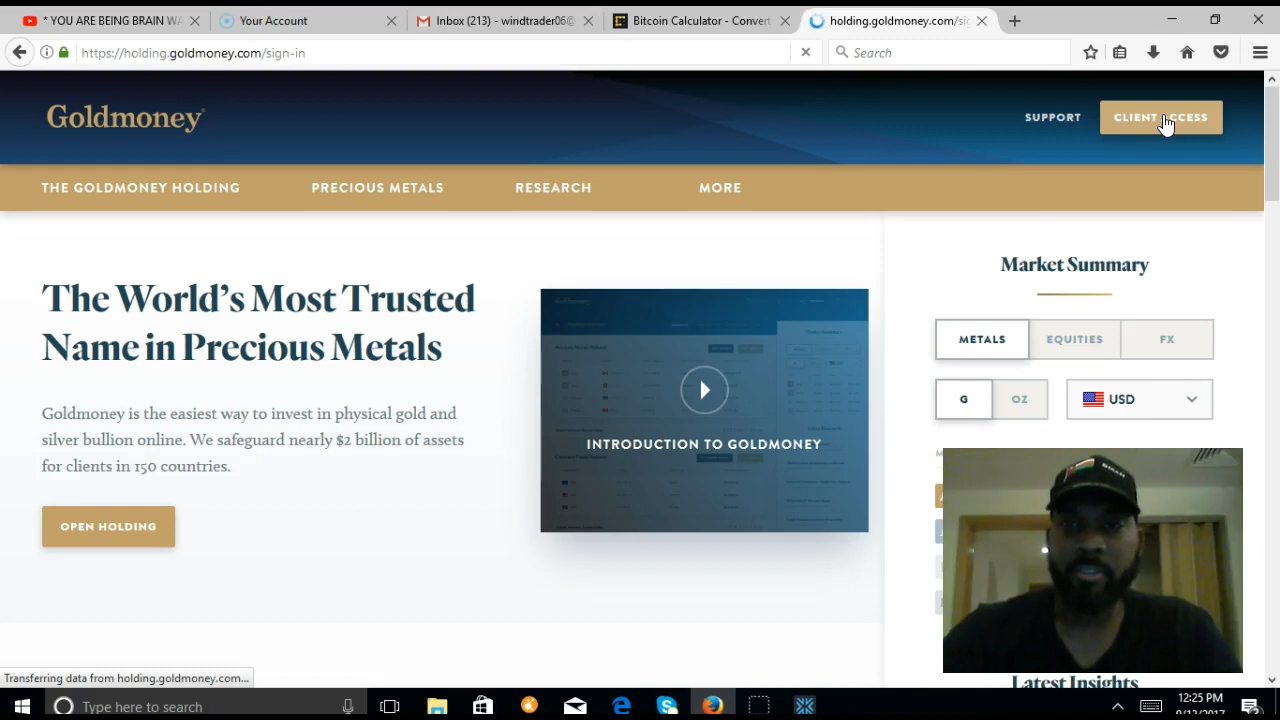 * YOU ARE BEING BRAIN WA
Your Account
Inbox (213) - windtrader06@
Bitcoin Calculator - Convert
holding.goldmoney.com/sig
https://holding.goldmoney.com/sign-in
Search
Goldmoney
SUPPORT
CLIENT ACCESS
THE GOLDMONEY HOLDING
PRECIOUS METALS
RESEARCH
MORE
The World's Most Trusted
Name in Precious Metals
Goldmoney is the easiest way to invest in physical gold and
silver bullion online. We safeguard nearly $2 billion of assets
for clients in 150 countries.
OPEN HOLDING
INTRODUCTION TO GOLDMONEY
Market Summary
METALS
EQUITIES
FX
G
OZ
USD
Latest Insights
Transferring data from holding.goldmoney.com...
Type here to search
12:25 PM
9/13/2017